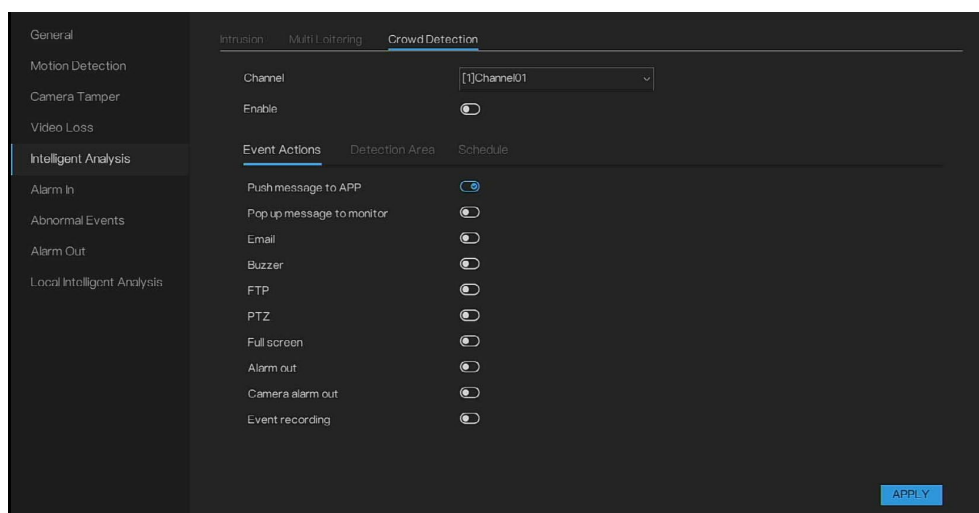 General
Motion Detection
Camera Tamper
Video Loss
Intelligent Analysis
Alarm In
Abnormal Events
Alarm Out
Local Intelligent Analysis
Intrusion Multi Loitering Crowd Detection
Channel [1]Channel01
Enable
Event Actions Detection Area Schedule
Push message to APP
Pop up message to monitor
Email
Buzzer
FTP
PTZ
Full screen
Alarm out
Camera alarm out
Event recording
APPLY